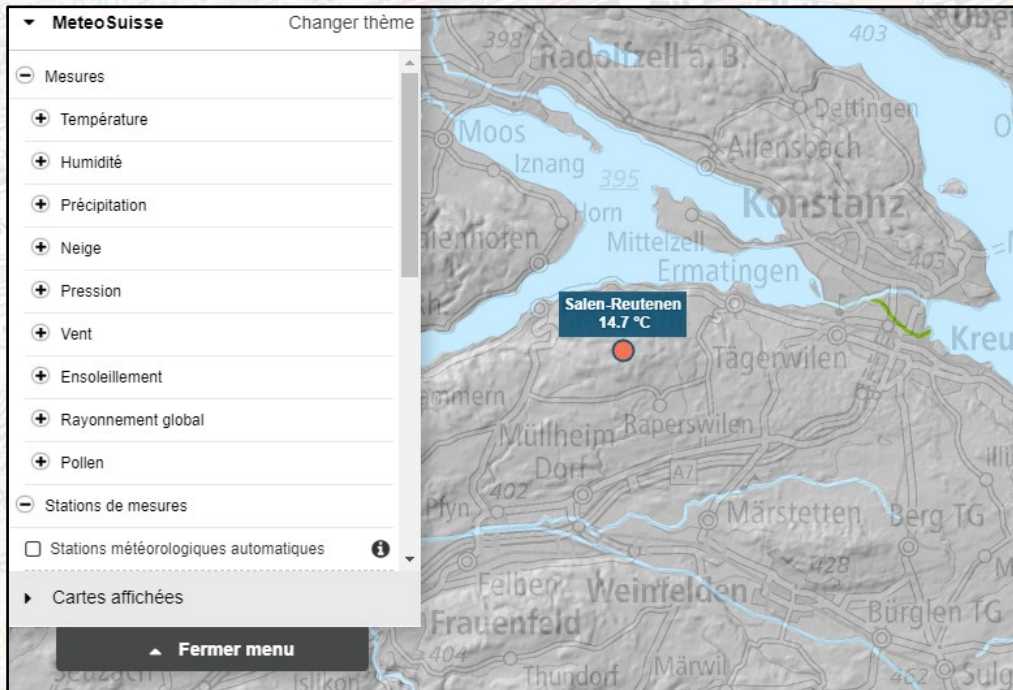 MeteoSuisse
Changer thème
Mesures
Température
Humidité
Précipitation
Neige
Pression
Vent
Ensoleillement
Rayonnement global
Pollen
Stations de mesures
Stations météorologiques automatiques
Cartes affichées
Fermer menu
398
Radolfzell a. B.
403
Dettingen
Moos
Allensbach
Iznang
395
Konstanz
Horn
Mittelzell
Ermatingen
403
Salen-Reutenen
14.7 °C
Tägerwilen
Raperswilen
Müllheim
Dorf
A7
402
Pfyn
Märstetten
Berg TG
428
Felben
Weinfelden
Bürglen TG
Frauenfeld
404
Thundorf
Märwil
462
Islikon